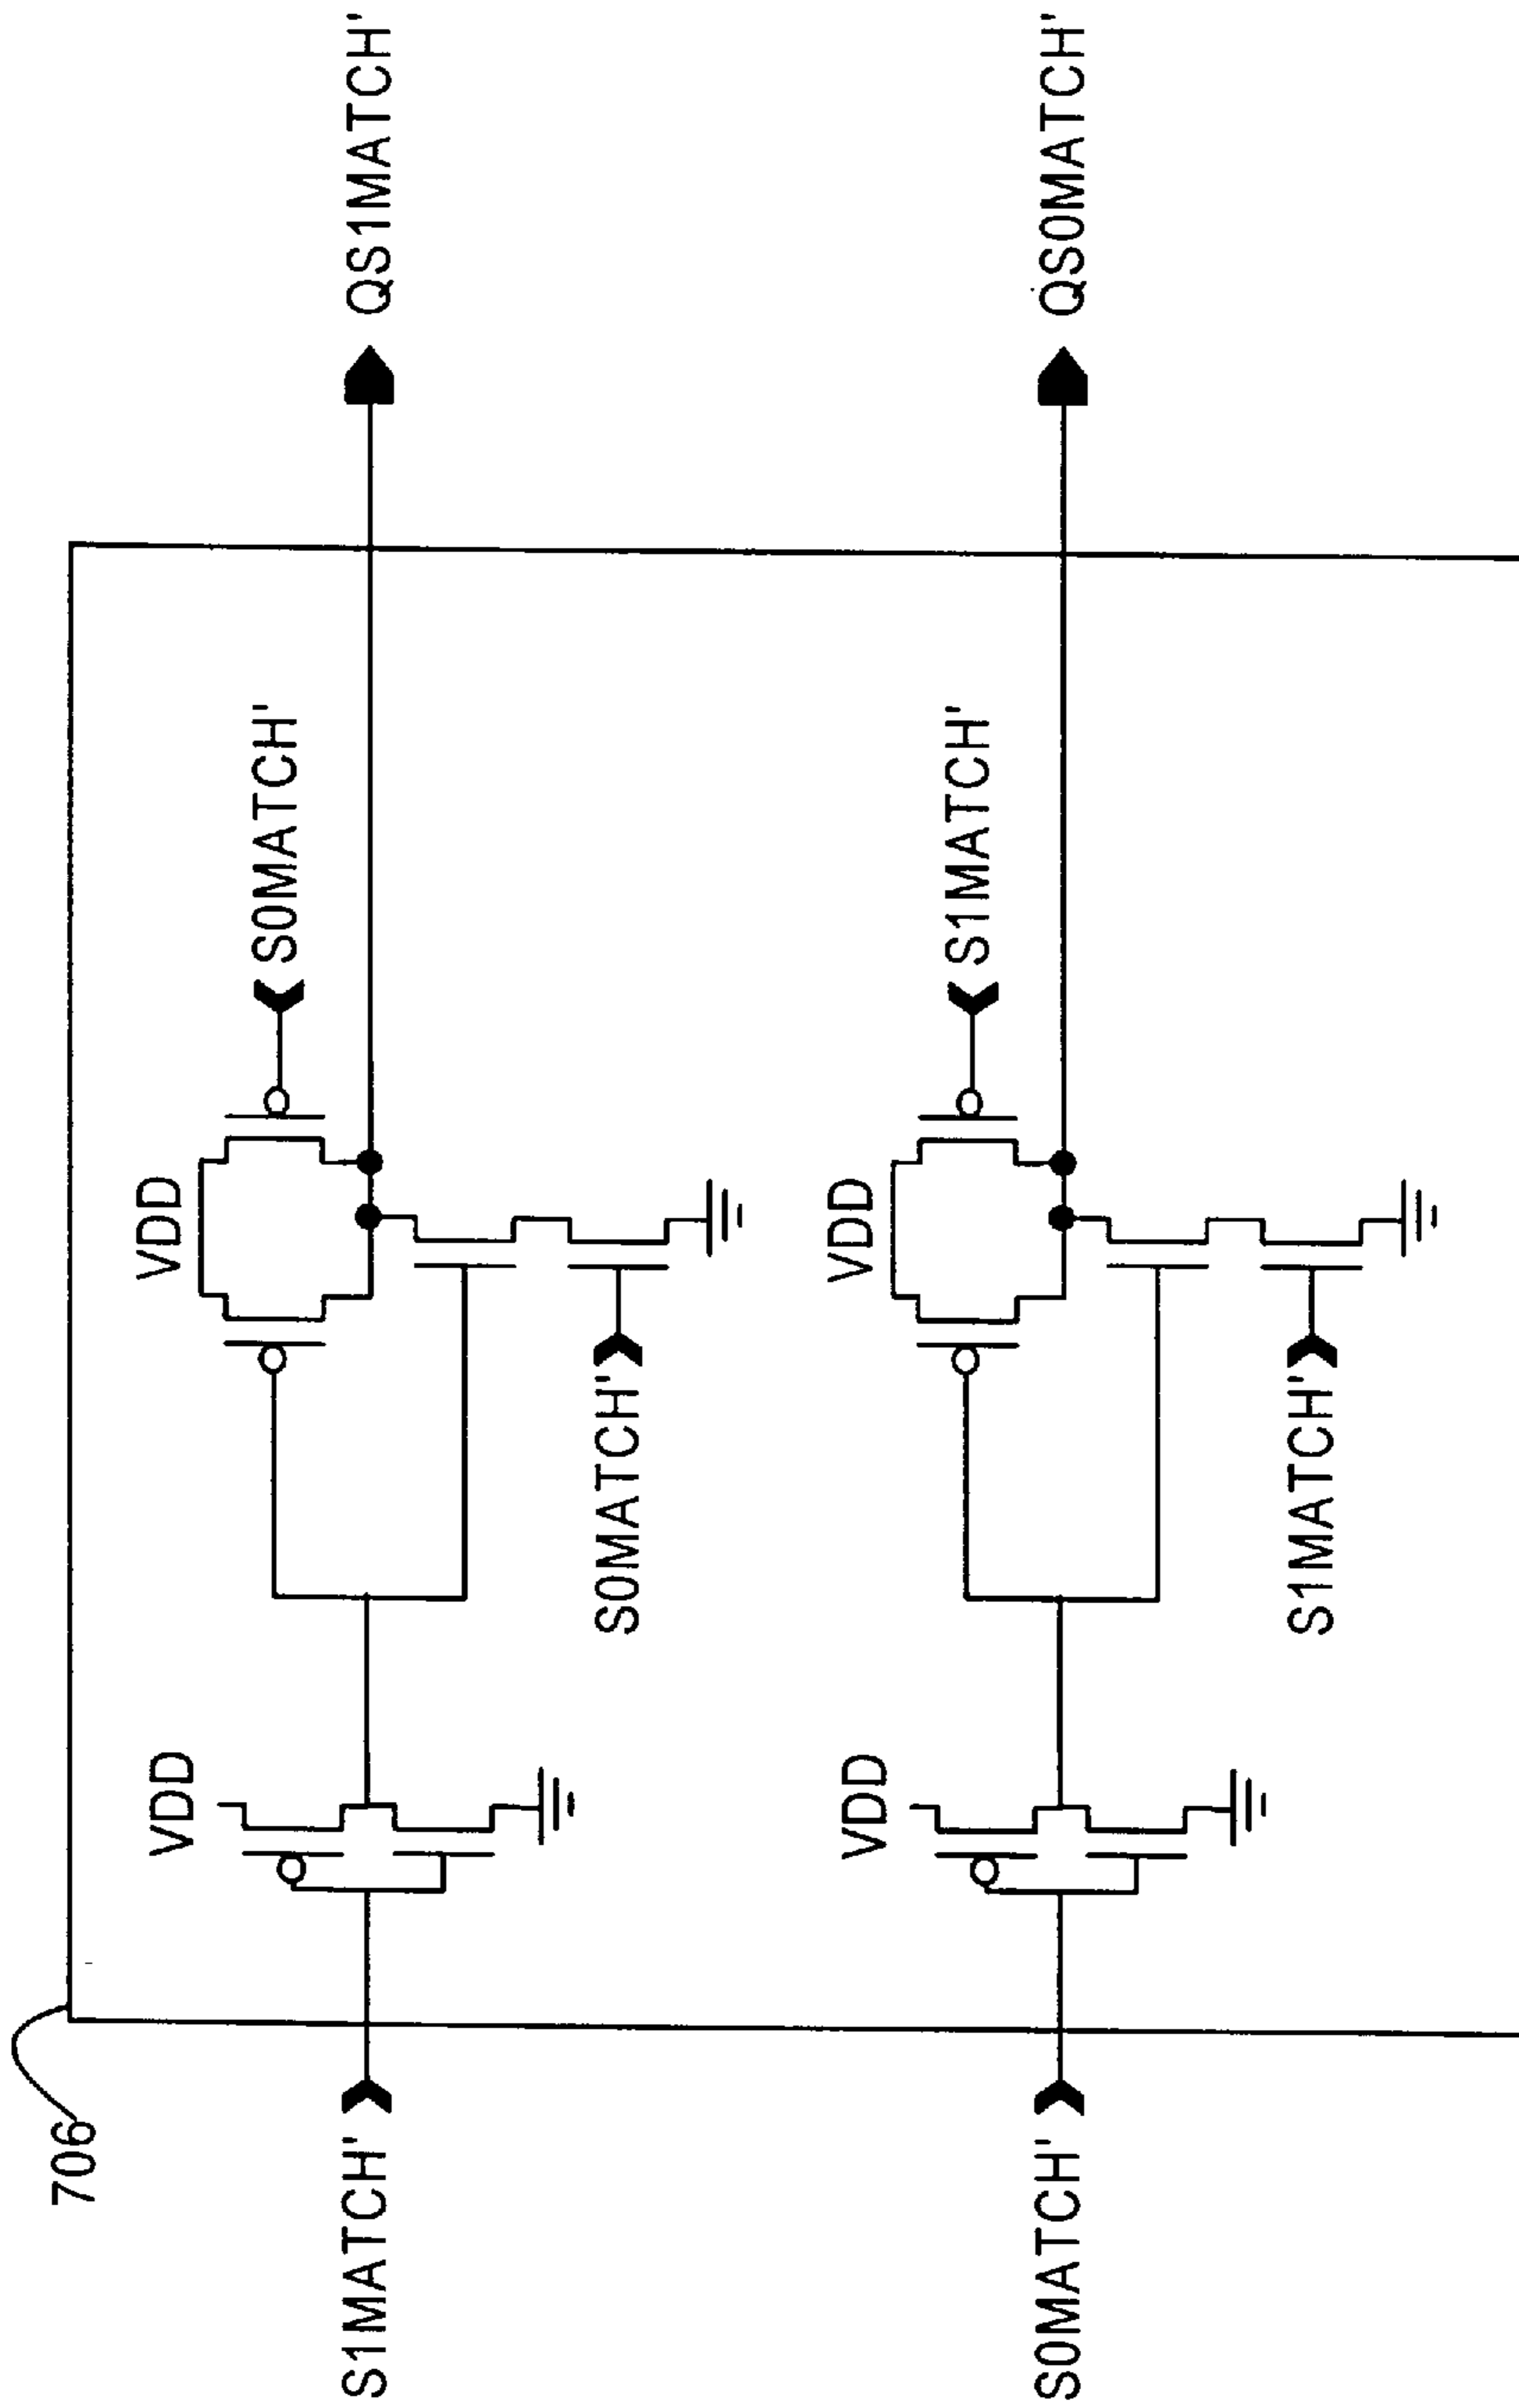 706
S1MATCH'
VDD
VDD
S0MATCH'
S0MATCH'
QS1MATCH'
S0MATCH'
VDD
VDD
S1MATCH'
S1MATCH'
QS0MATCH'